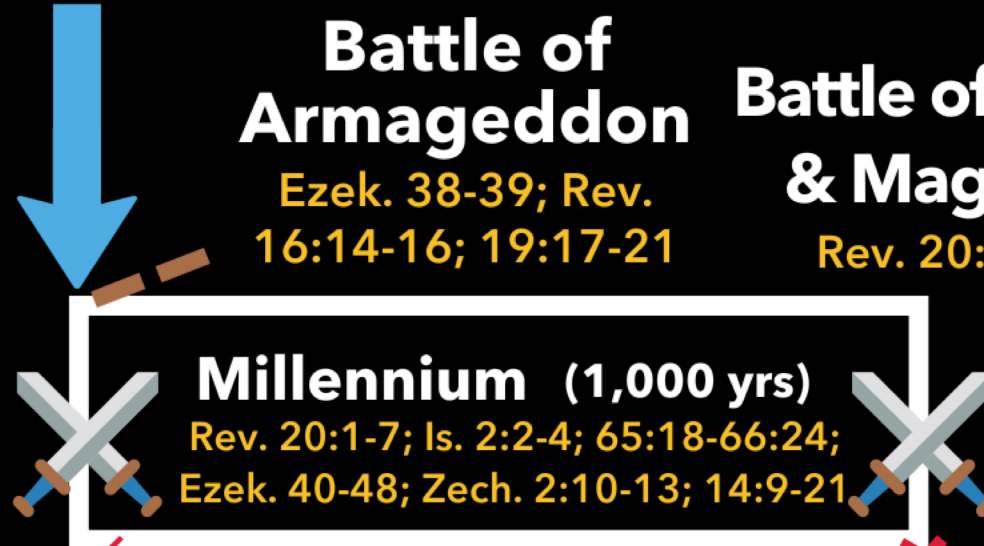 Battle of
Armageddon
Ezek. 38-39; Rev.
16:14-16; 19:17-21
Battle of
& Mag
Rev. 20:
Millennium (1,000 yrs)
Rev. 20:1-7; Is. 2:2-4; 65:18-66:24;
Ezek. 40-48; Zech. 2:10-13; 14:9-21